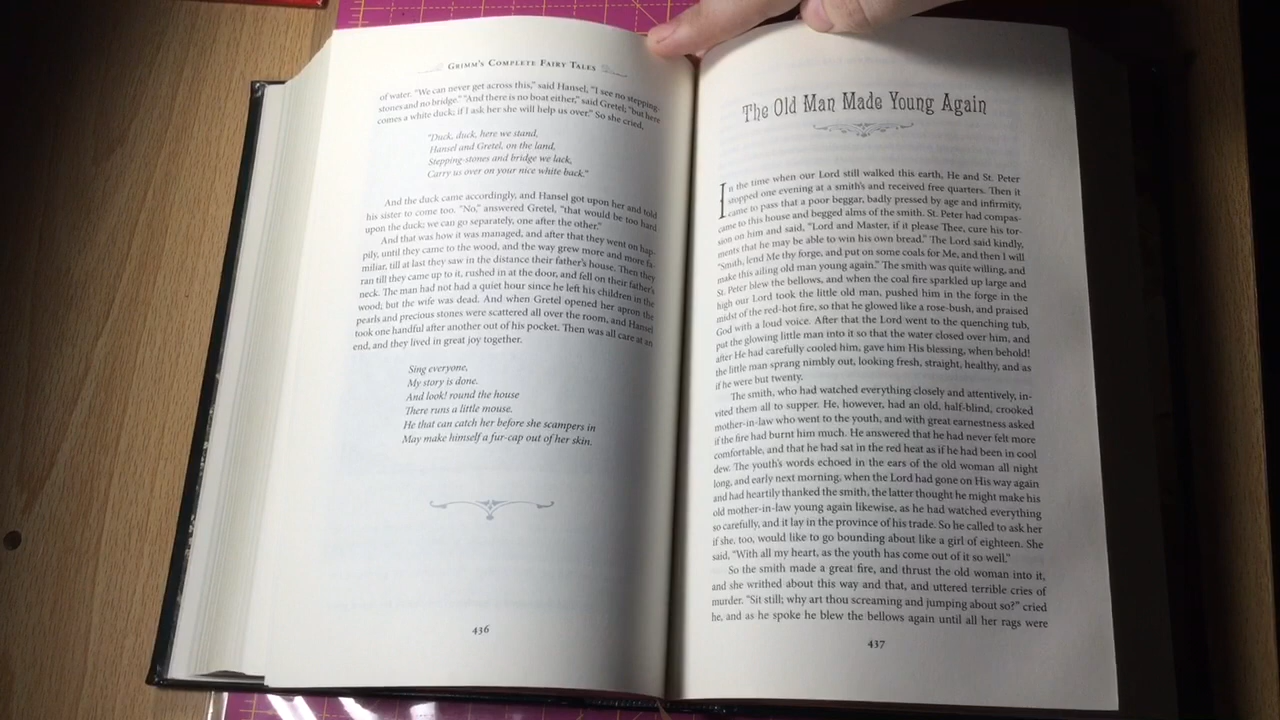 Grimm's Complete Fairy Tales
of water. "We can never get across this," said Hansel, "I see no stepping-
stones and no bridge." "And there is no boat either," said Gretel; "but here
comes a white duck; if I ask her she will help us over." So she cried,
"Duck, duck, here we stand,
Hansel and Gretel, on the land,
Stepping-stones and bridge we lack,
Carry us over on your nice white back."
And the duck came accordingly, and Hansel got upon her and told
his sister to come too. "No," answered Gretel, "that would be too hard
upon the duck; we can go separately, one after the other."
And that was how it was managed, and after that they went on hap-
pily, until they came to the wood, and the way grew more and more fa-
miliar, till at last they saw in the distance their father's house. Then they
ran till they came up to it, rushed in at the door, and fell on their father's
neck. The man had not had a quiet hour since he left his children in the
wood; but the wife was dead. And when Gretel opened her apron the
pearls and precious stones were scattered all over the room, and Hansel
took one handful after another out of his pocket. Then was all care at an
end, and they lived in great joy together.
Sing everyone,
My story is done.
And look! round the house
There runs a little mouse.
He that can catch her before she scampers in
May make himself a fur-cap out of her skin.
436
The Old Man Made Young Again
In the time when our Lord still walked this earth, He and St. Peter
stopped one evening at a smith's and received free quarters. Then it
came to pass that a poor beggar, badly pressed by age and infirmity,
came to this house and begged alms of the smith. St. Peter had compas-
sion on him and said, "Lord and Master, if it please Thee, cure his tor-
ments that he may be able to win his own bread." The Lord said kindly,
"Smith, lend Me thy forge, and put on some coals for Me, and then I will
make this ailing old man young again." The smith was quite willing, and
St. Peter blew the bellows, and when the coal fire sparkled up large and
high our Lord took the little old man, pushed him in the forge in the
midst of the red-hot fire, so that he glowed like a rose-bush, and praised
God with a loud voice. After that the Lord went to the quenching tub,
put the glowing little man into it so that the water closed over him, and
after He had carefully cooled him, gave him His blessing, when behold!
the little man sprang nimbly out, looking fresh, straight, healthy, and as
if he were but twenty.
The smith, who had watched everything closely and attentively, in-
vited them all to supper. He, however, had an old, half-blind, crooked
mother-in-law who went to the youth, and with great earnestness asked
if the fire had burnt him much. He answered that he had never felt more
comfortable, and that he had sat in the red heat as if he had been in cool
dew. The youth's words echoed in the ears of the old woman all night
long, and early next morning, when the Lord had gone on His way again
and had heartily thanked the smith, the latter thought he might make his
old mother-in-law young again likewise, as he had watched everything
so carefully, and it lay in the province of his trade. So he called to ask her
if she, too, would like to go bounding about like a girl of eighteen. She
said, "With all my heart, as the youth has come out of it so well."
So the smith made a great fire, and thrust the old woman into it,
and she writhed about this way and that, and uttered terrible cries of
murder. "Sit still; why art thou screaming and jumping about so?" cried
he, and as he spoke he blew the bellows again until all her rags were
437